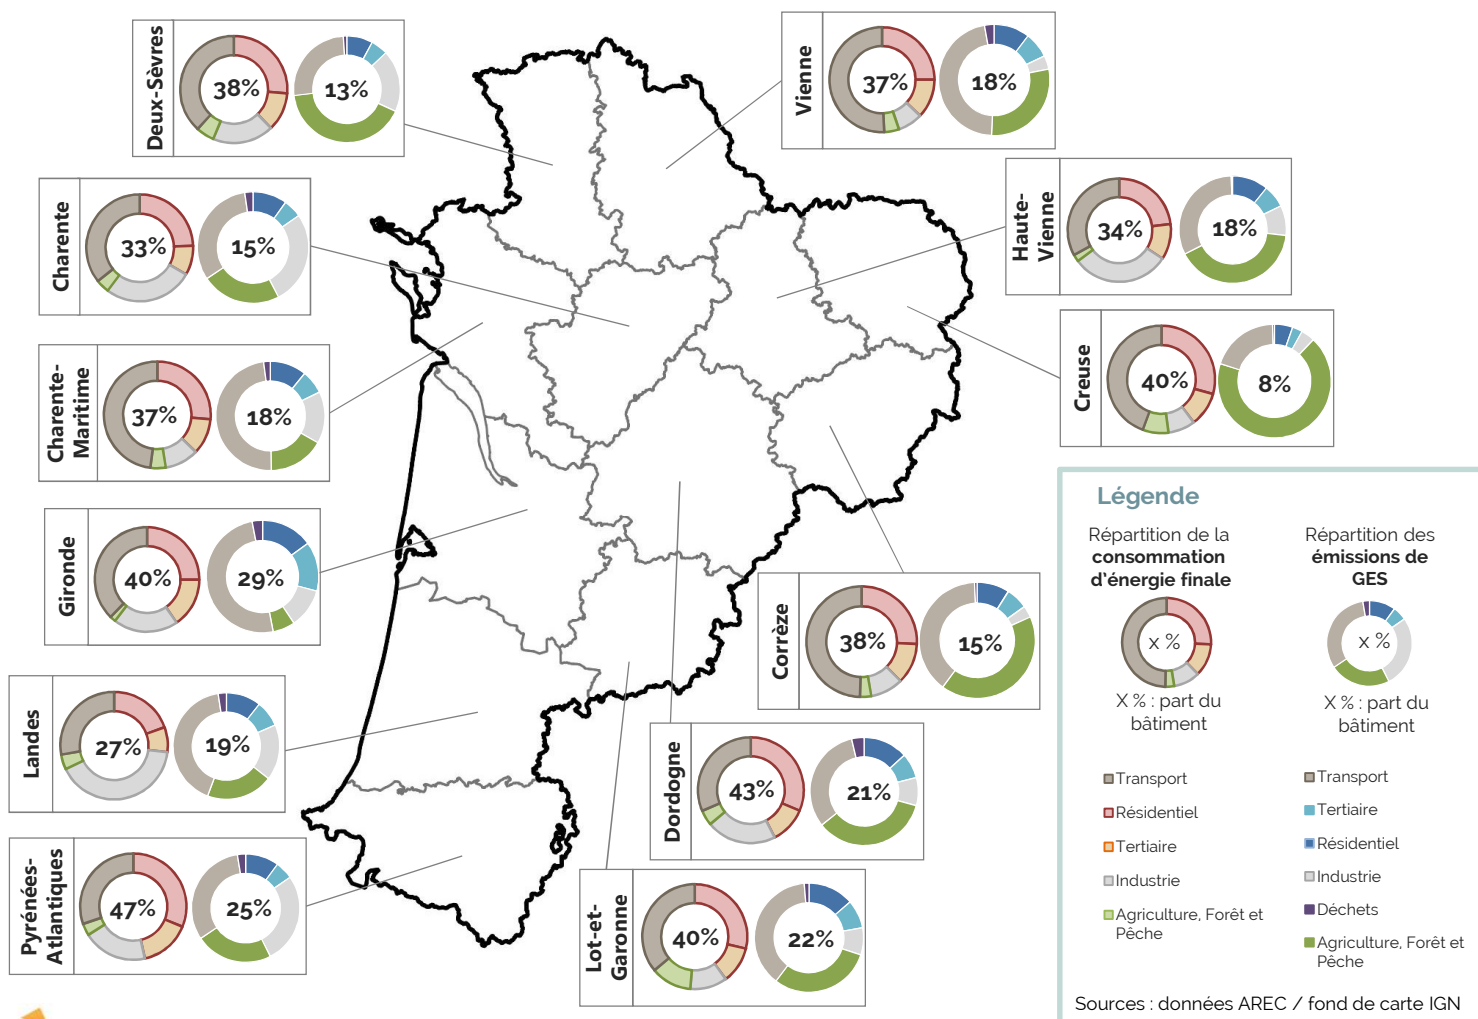 Deux-Sèvres
38%
13%
Vienne
37%
18%
Charente
33%
15%
Haute-
Vienne
34%
18%
Charente-
Maritime
37%
18%
Creuse
40%
8%
Gironde
40%
29%
Corrèze
38%
15%
Landes
27%
19%
Dordogne
43%
21%
Pyrénées-
Atlantiques
47%
25%
Lot-et-
Garonne
40%
22%
Légende
Répartition de la
consommation
d'énergie finale
x %
X % : part du
bâtiment
Transport
Résidentiel
Tertiaire
Industrie
Agriculture, Forêt et
Pêche
Répartition des
émissions de
GES
x %
X % : part du
bâtiment
Transport
Tertiaire
Résidentiel
Industrie
Déchets
Agriculture, Forêt et
Pêche
Sources : données AREC / fond de carte IGN